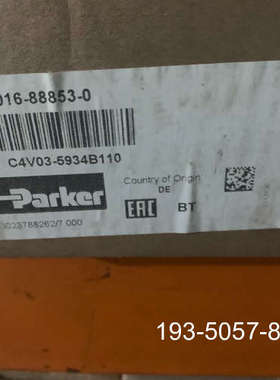 016-88853-0
C4V03-5934B110
Parker
Country of Origin
DE
EAC
BT
193-5057-8